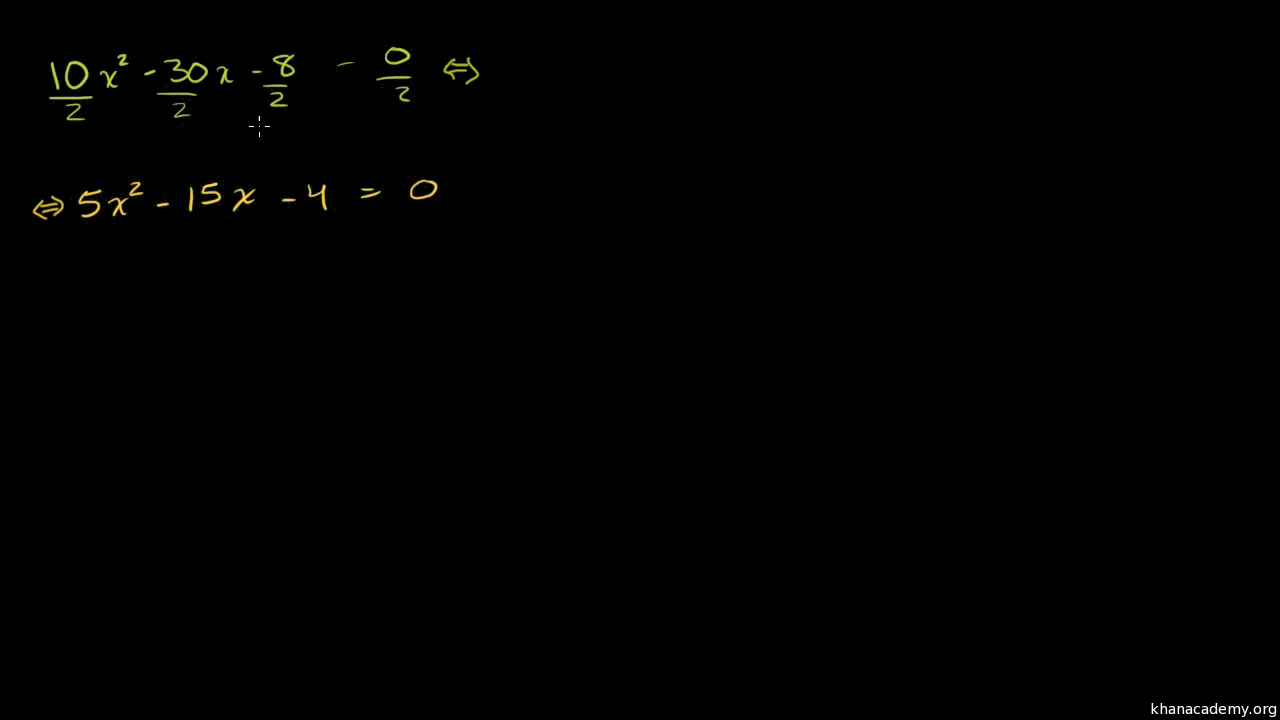 10/2 x² - 30/2 x - 8/2 - 0/2 ⇔
⇔ 5x² - 15x - 4 = 0
khanacademy.org